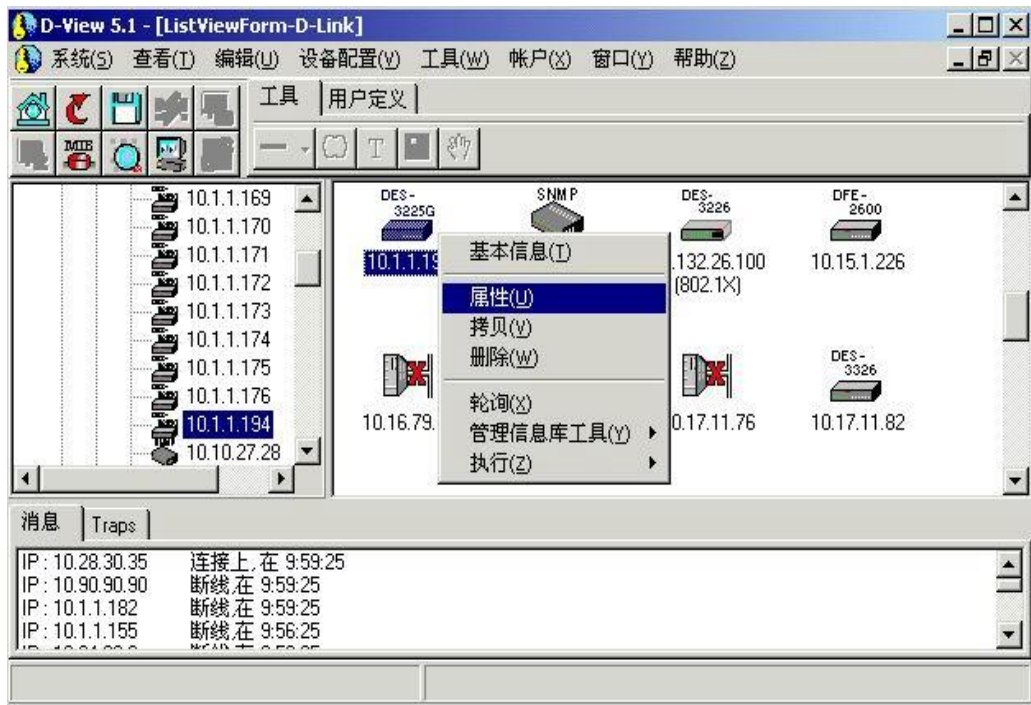 D-View 5.1 - [ListViewForm-D-Link]
系统(S) 查看(T) 编辑(U) 设备配置(V) 工具(W) 帐户(X) 窗口(Y) 帮助(Z)
工具 用户定义
MIB
T
10.1.1.169
10.1.1.170
10.1.1.171
10.1.1.172
10.1.1.173
10.1.1.174
10.1.1.175
10.1.1.176
10.1.1.194
10.10.27.28
DES-
3225G
10.1.1.19
SNMP
DES-
3226
.132.26.100
(802.1X)
DFE-
2600
10.15.1.226
基本信息(T)
属性(U)
拷贝(V)
删除(W)
轮询(X)
管理信息库工具(Y)
执行(Z)
10.16.79.
0.17.11.76
DES-
3326
10.17.11.82
消息 Traps
IP : 10.28.30.35 连接上,在 9:59:25
IP : 10.90.90.90 断线,在 9:59:25
IP : 10.1.1.182 断线,在 9:59:25
IP : 10.1.1.155 断线,在 9:56:25